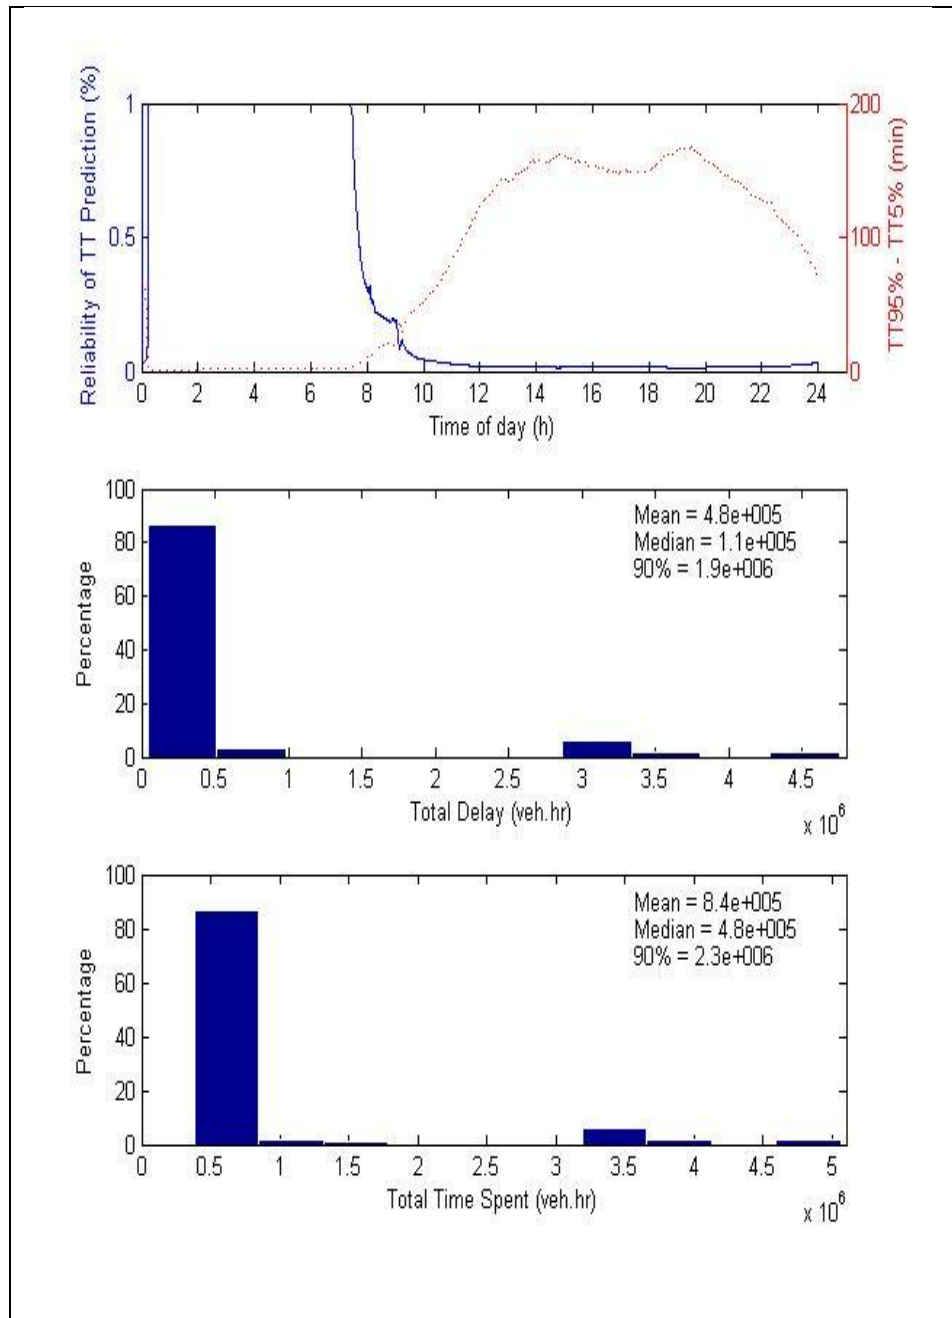 Reliability of TT Prediction (%)
1
0.5
0
200
100
0
TT95% - TT5% (min)
0 2 4 6 8 10 12 14 16 18 20 22 24
Time of day (h)
Percentage
100
80
60
40
20
0
Mean = 4.8e+005
Median = 1.1e+005
90% = 1.9e+006
0 0.5 1 1.5 2 2.5 3 3.5 4 4.5
Total Delay (veh.hr)
x 10^6
Percentage
100
80
60
40
20
0
Mean = 8.4e+005
Median = 4.8e+005
90% = 2.3e+006
0 0.5 1 1.5 2 2.5 3 3.5 4 4.5 5
Total Time Spent (veh.hr)
x 10^6